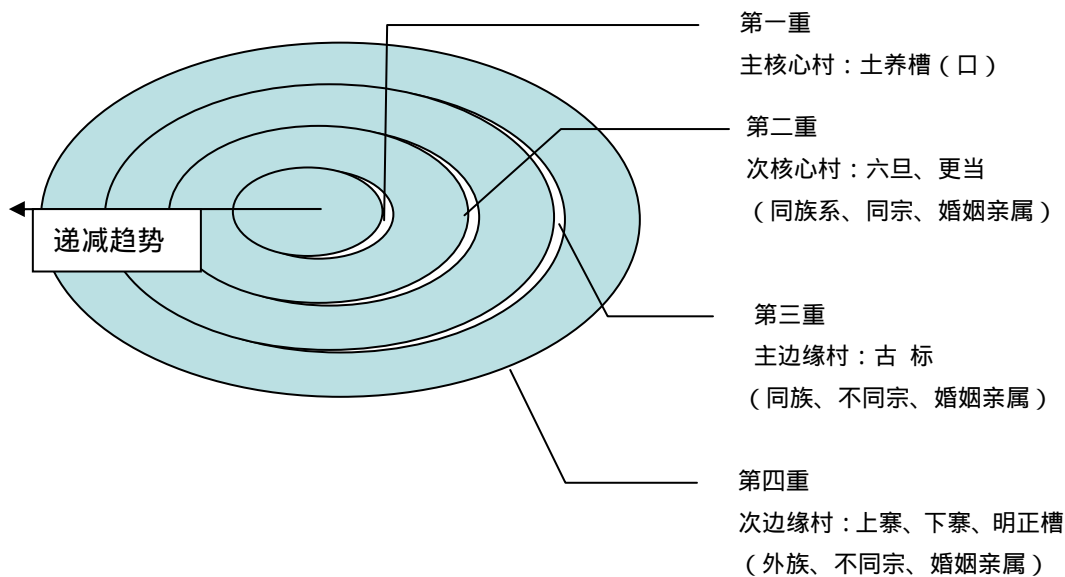 第一重
主核心村：土养槽（口）
第二重
次核心村：六旦、更当
（同族系、同宗、婚姻亲属）
递减趋势
第三重
主边缘村：古 标
（同族、不同宗、婚姻亲属）
第四重
次边缘村：上寨、下寨、明正槽
（外族、不同宗、婚姻亲属）